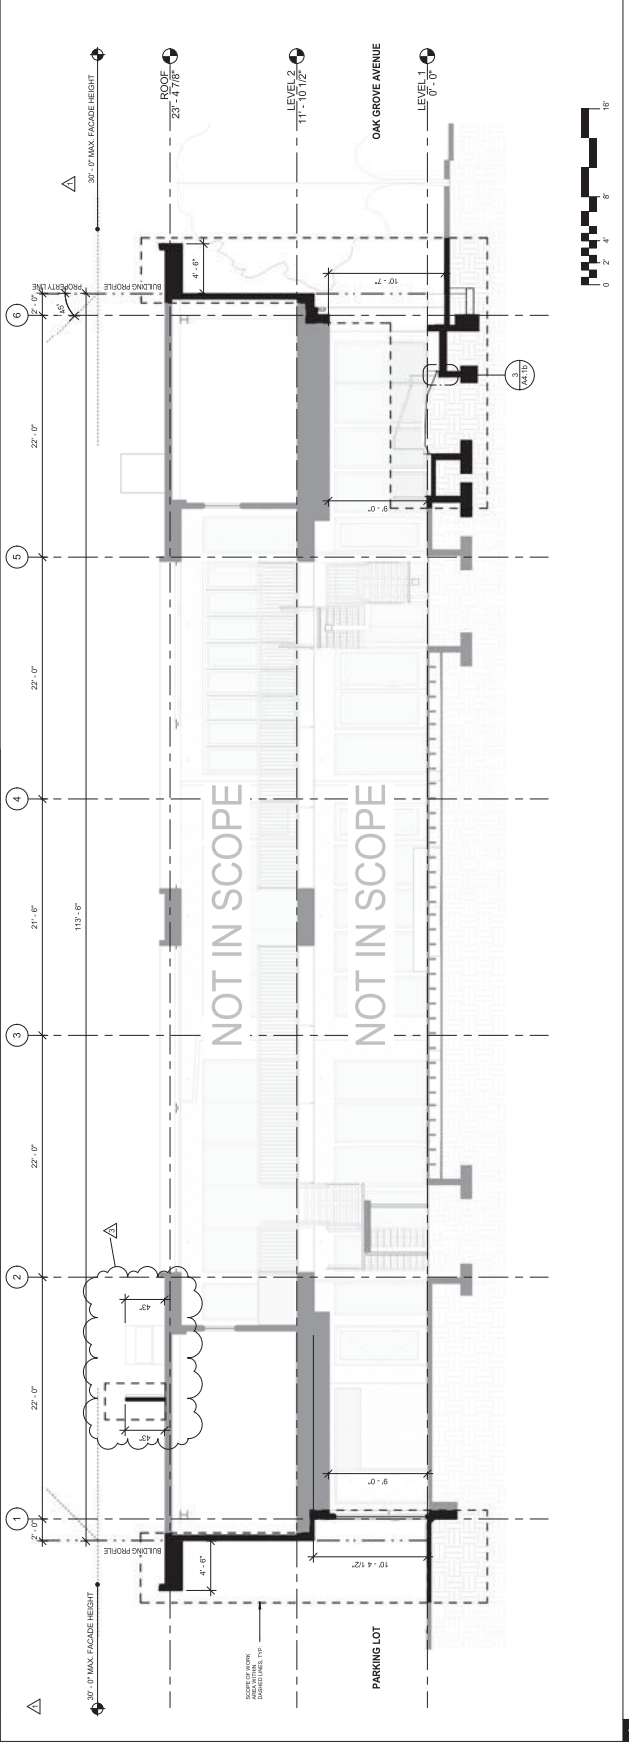 1
2
3
4
5
6
2' - 0"
22' - 0"
22' - 0"
21' - 6"
22' - 0"
22' - 0"
2' - 0"
113' - 6"
1
30' - 0" MAX. FACADE HEIGHT
BUILDING PROFILE
3
43"
43"
45°
PROPERTY LINE
BUILDING PROFILE
1
30' - 0" MAX. FACADE HEIGHT
ROOF
23' - 4 7/8"
LEVEL 2
11' - 10 1/2"
LEVEL 1
0' - 0"
4' - 6"
4' - 6"
NOT IN SCOPE
NOT IN SCOPE
SCOPE OF WORK
AREA WITHIN
DASHED LINES, TYP.
10' - 4 1/2"
9' - 0"
9' - 0"
10' - 7"
PARKING LOT
OAK GROVE AVENUE
3
A4.1b
0 2' 4' 8' 16'